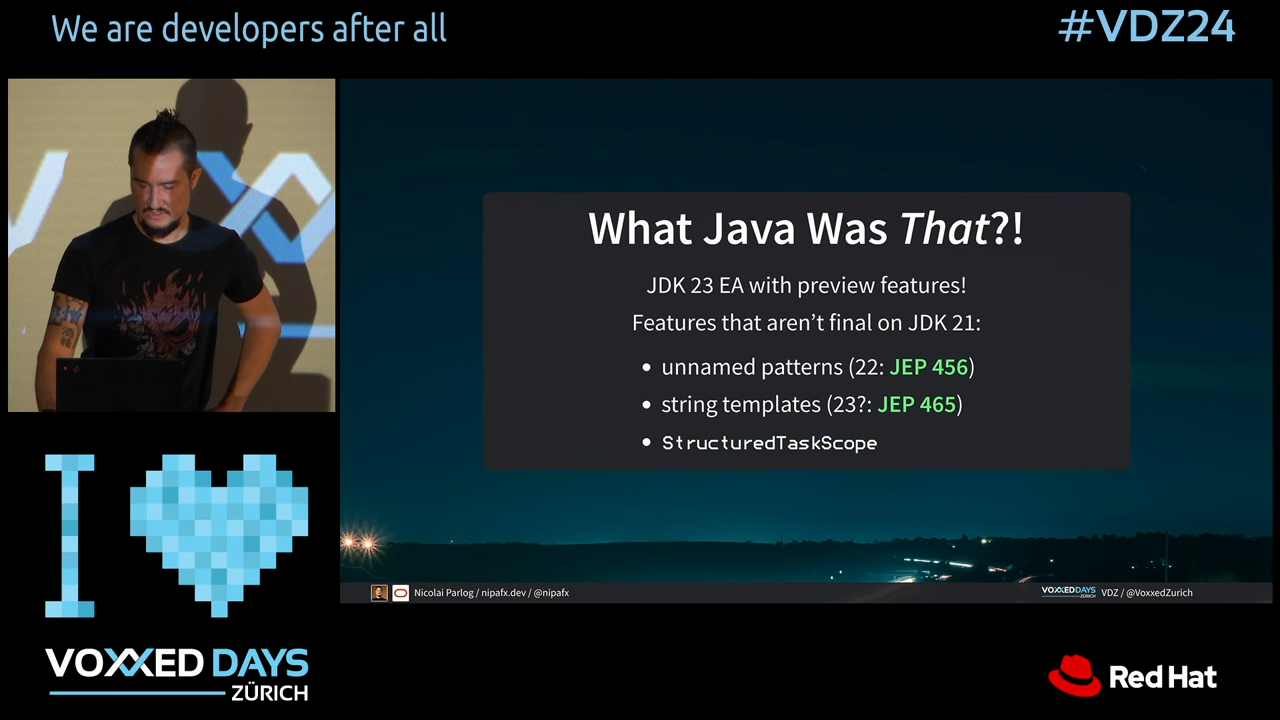 We are developers after all
#VDZ24
What Java Was That?!
JDK 23 EA with preview features!
Features that aren't final on JDK 21:
• unnamed patterns (22: JEP 456)
• string templates (23?: JEP 465)
• StructuredTaskScope
Nicolai Parlog / nipafx.dev / @nipafx
VOXXED DAYS
ZÜRICH
VDZ / @VoxxedZurich
I
VOXXED DAYS
ZÜRICH
Red Hat